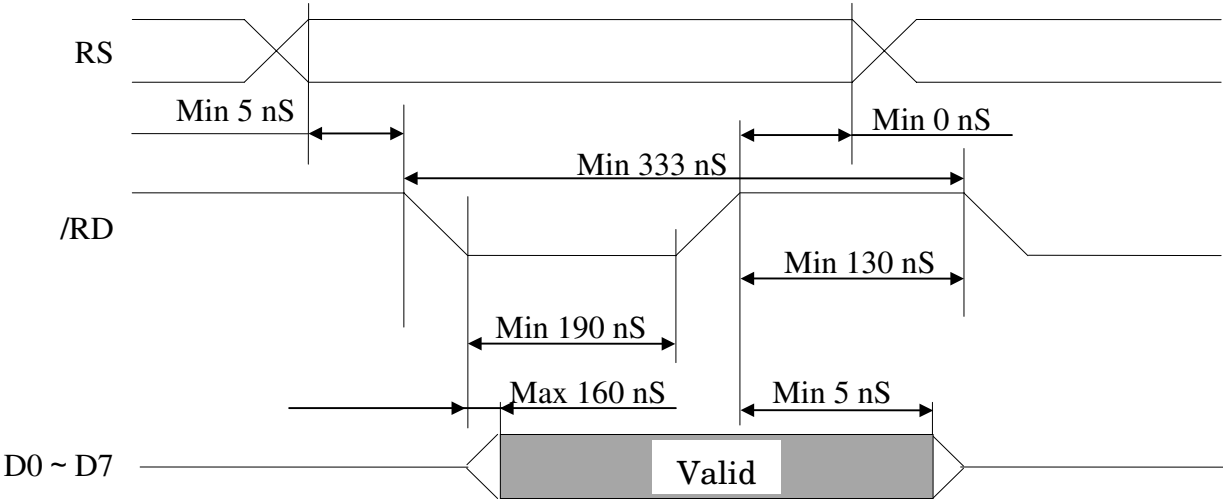 RS
Min 5 nS
Min 0 nS
Min 333 nS
/RD
Min 130 nS
Min 190 nS
Max 160 nS
Min 5 nS
D0 ~ D7
Valid